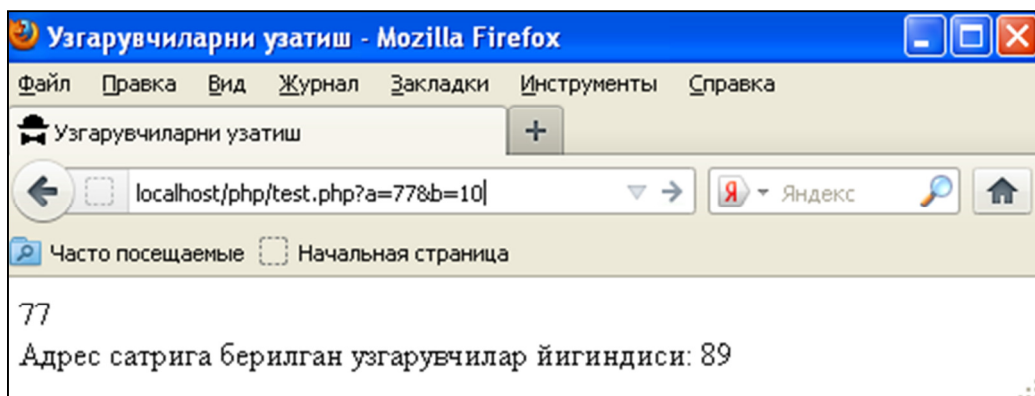 Узгарувчиларни узатиш - Mozilla Firefox
Файл Правка Вид Журнал Закладки Инструменты Справка
Узгарувчиларни узатиш +
localhost/php/test.php?a=77&b=10 Я Яндекс
Часто посещаемые Начальная страница
77
Адрес сатрига берилган узгарувчилар йигиндиси: 89